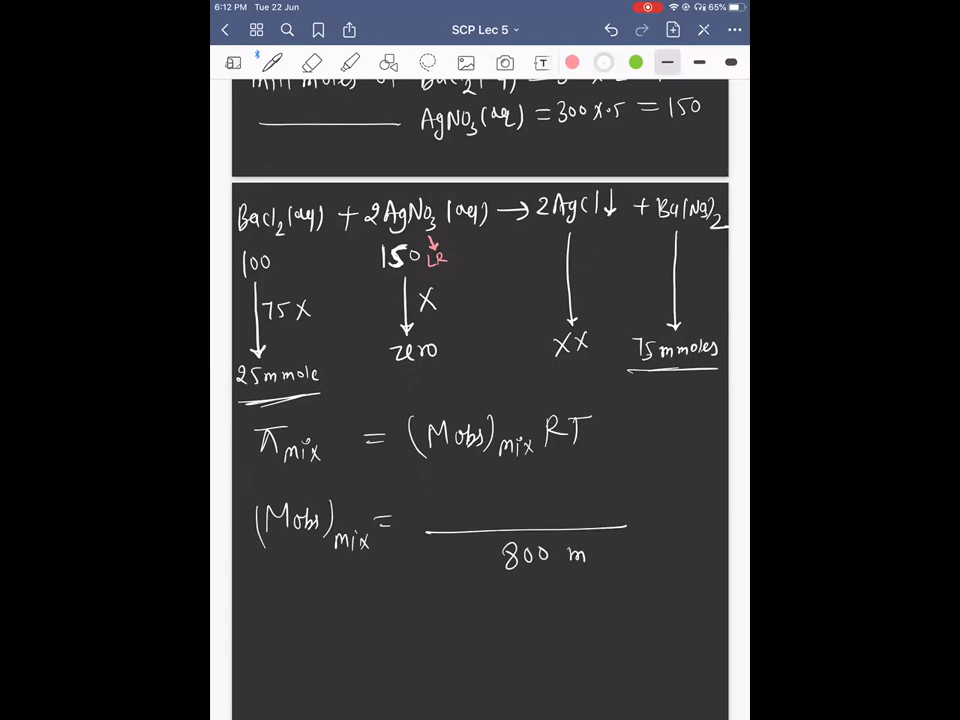 6:12 PM Tue 22 Jun 65%
SCP Lec 5
AgNO₃(aq) = 300 x .5 = 150
BaCl₂(aq) + 2AgNO₃(aq) → 2AgCl↓ + Ba(NO₃)₂
100 150 LR
75 X X
zero XX 75 mmoles
25 mmole
π mix = (Mobs)mix RT
(Mobs)mix =
800 m